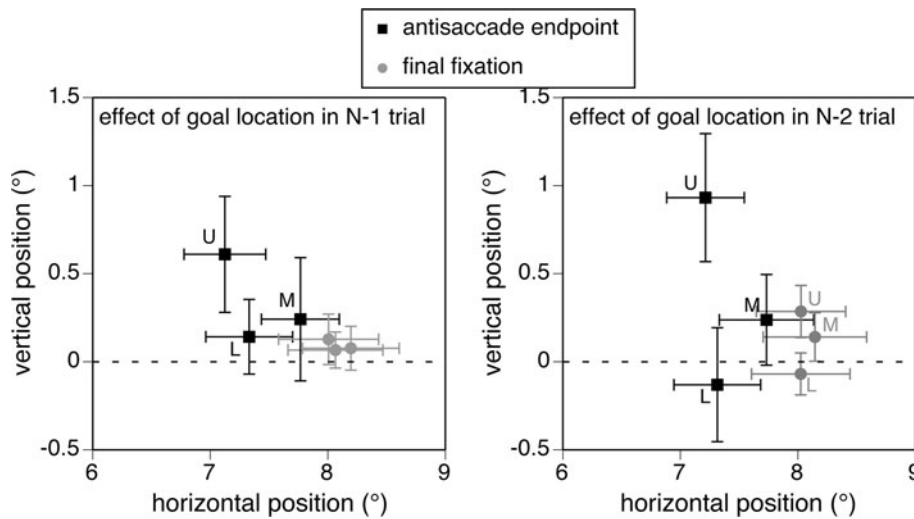 antisaccade endpoint
final fixation
effect of goal location in N-1 trial
1.5
1
0.5
0
-0.5
vertical position (°)
U
M
L
6 7 8 9
horizontal position (°)
effect of goal location in N-2 trial
1.5
1
0.5
0
-0.5
vertical position (°)
U
M
L
U
M
L
6 7 8 9
horizontal position (°)